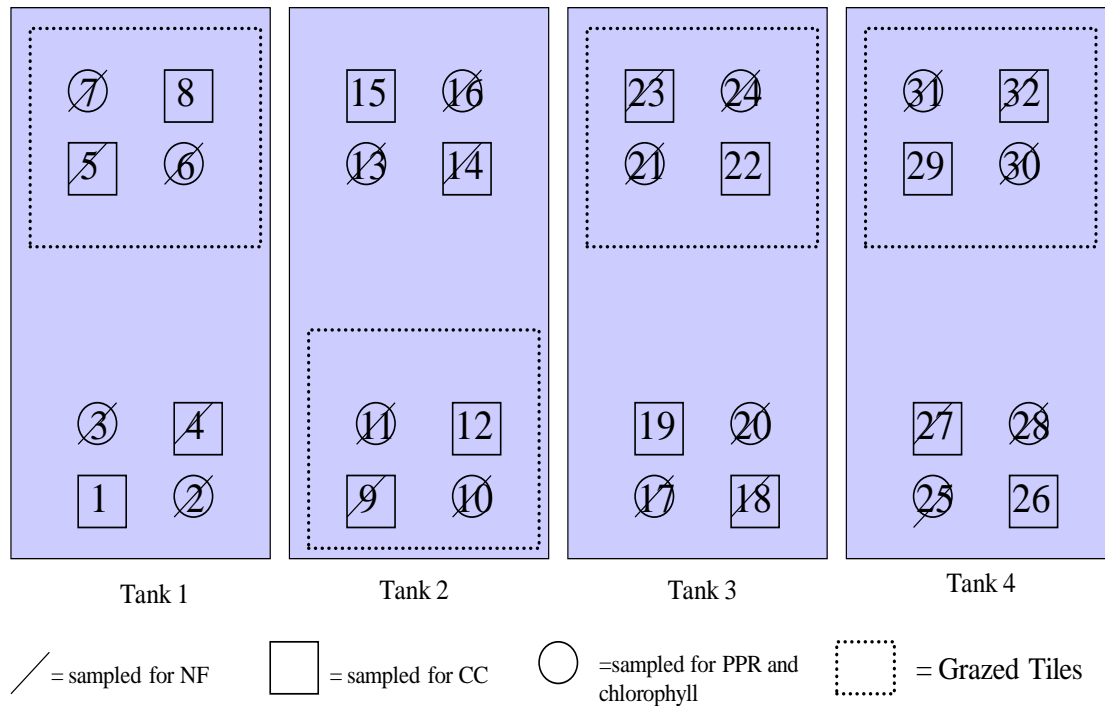 7 8 15 16 23 24 31 32
5 6 13 14 21 22 29 30
3 4 11 12 19 20 27 28
1 2 9 10 17 18 25 26
Tank 1 Tank 2 Tank 3 Tank 4
= sampled for NF = sampled for CC =sampled for PPR and = Grazed Tiles
chlorophyll